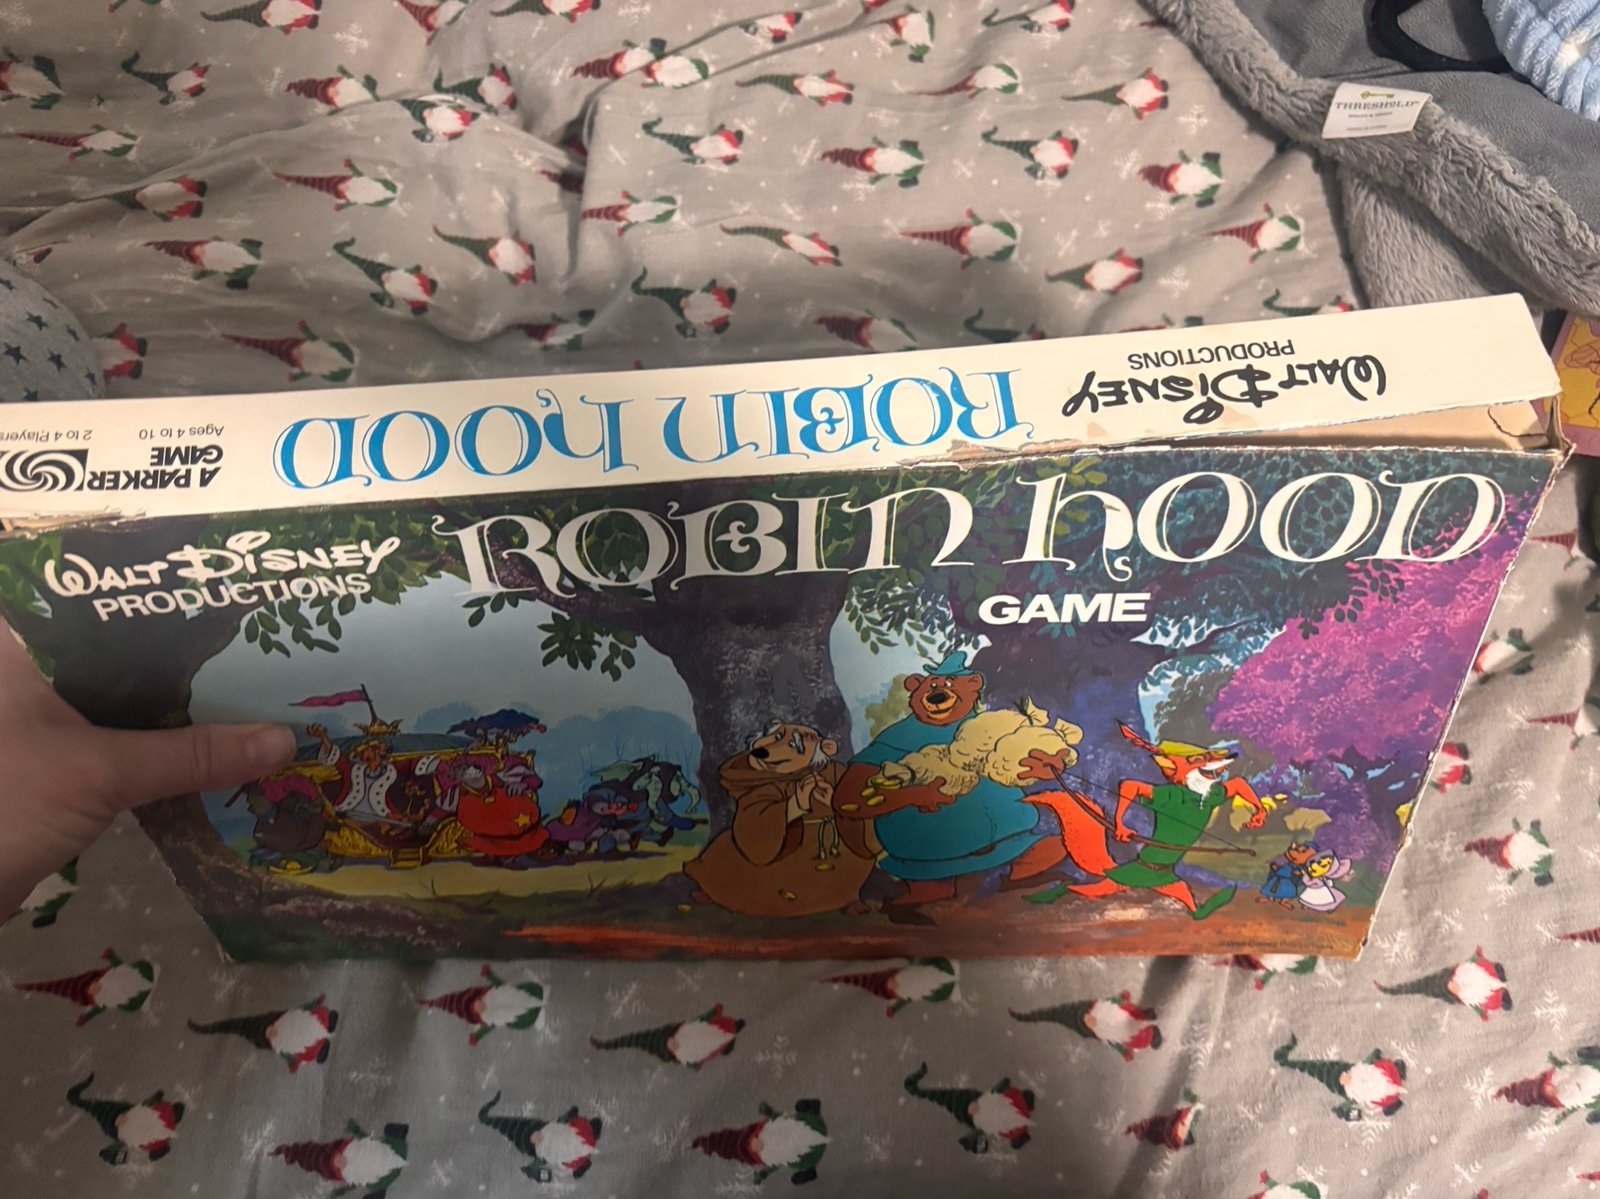 THRESHOLD
WALT DISNEY
PRODUCTIONS
ROBIN HOOD
A PARKER
GAME
Ages 4 to 10
2 to 4 Players
WALT DISNEY
PRODUCTIONS
ROBIN HOOD
GAME